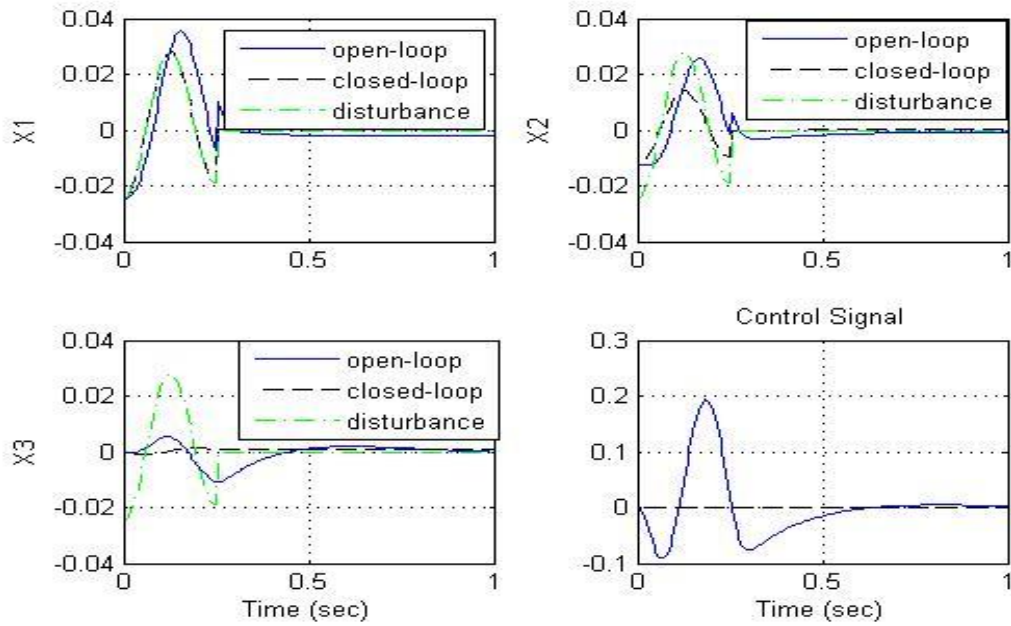 0.04
0.02
0
-0.02
-0.04
X1
open-loop
closed-loop
disturbance
0
0.5
1
0.04
0.02
0
-0.02
-0.04
X2
open-loop
closed-loop
disturbance
0
0.5
1
0.04
0.02
0
-0.02
-0.04
X3
open-loop
closed-loop
disturbance
0
0.5
1
Time (sec)
Control Signal
0.3
0.2
0.1
0
-0.1
0
0.5
1
Time (sec)